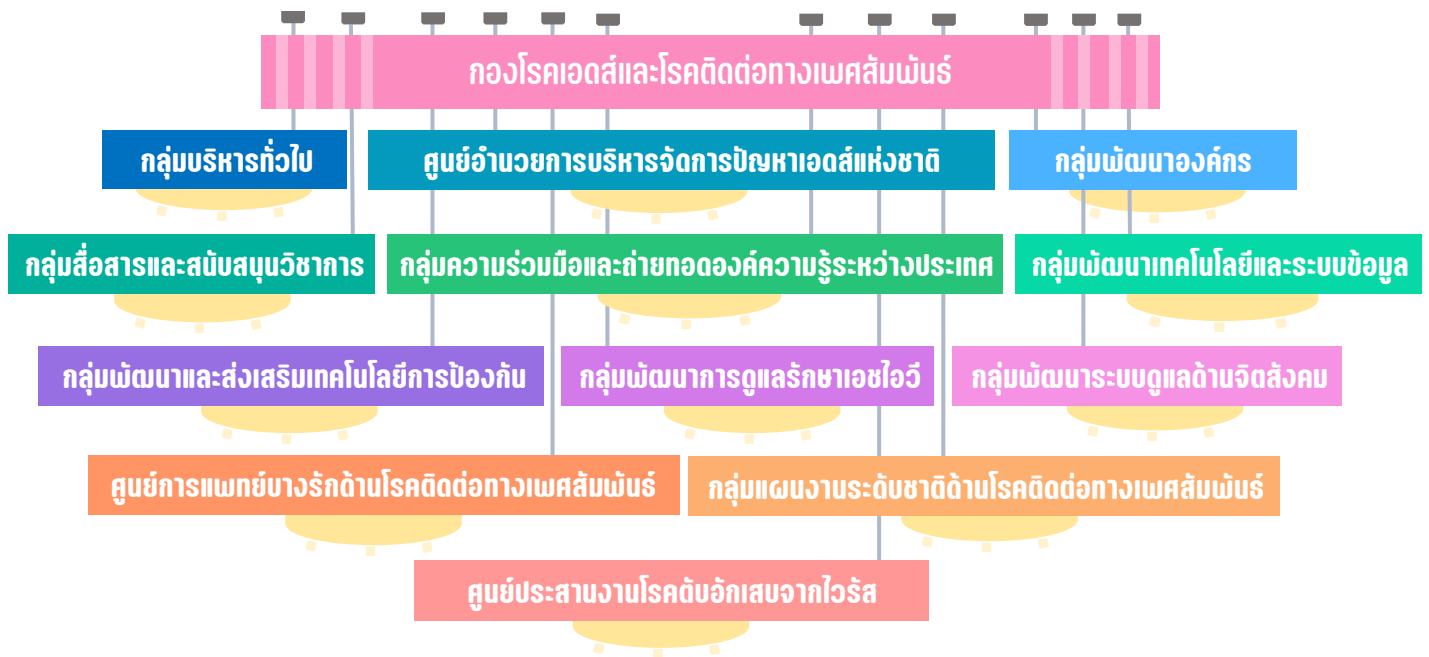 กองโรคเอดส์และโรคติดต่อทางเพศสัมพันธ์
กลุ่มบริหารทั่วไป
ศูนย์อำนวยการบริหารจัดการปัญหาเอดส์แห่งชาติ
กลุ่มพัฒนาองค์กร
กลุ่มสื่อสารและสนับสนุนวิชาการ
กลุ่มความร่วมมือและถ่ายทอดองค์ความรู้ระหว่างประเทศ
กลุ่มพัฒนาเทคโนโลยีและระบบข้อมูล
กลุ่มพัฒนาและส่งเสริมเทคโนโลยีการป้องกัน
กลุ่มพัฒนาการดูแลรักษาเอชไอวี
กลุ่มพัฒนาระบบดูแลด้านจิตสังคม
ศูนย์การแพทย์บางรักด้านโรคติดต่อทางเพศสัมพันธ์
กลุ่มแผนงานระดับชาติด้านโรคติดต่อทางเพศสัมพันธ์
ศูนย์ประสานงานโรคตับอักเสบจากไวรัส